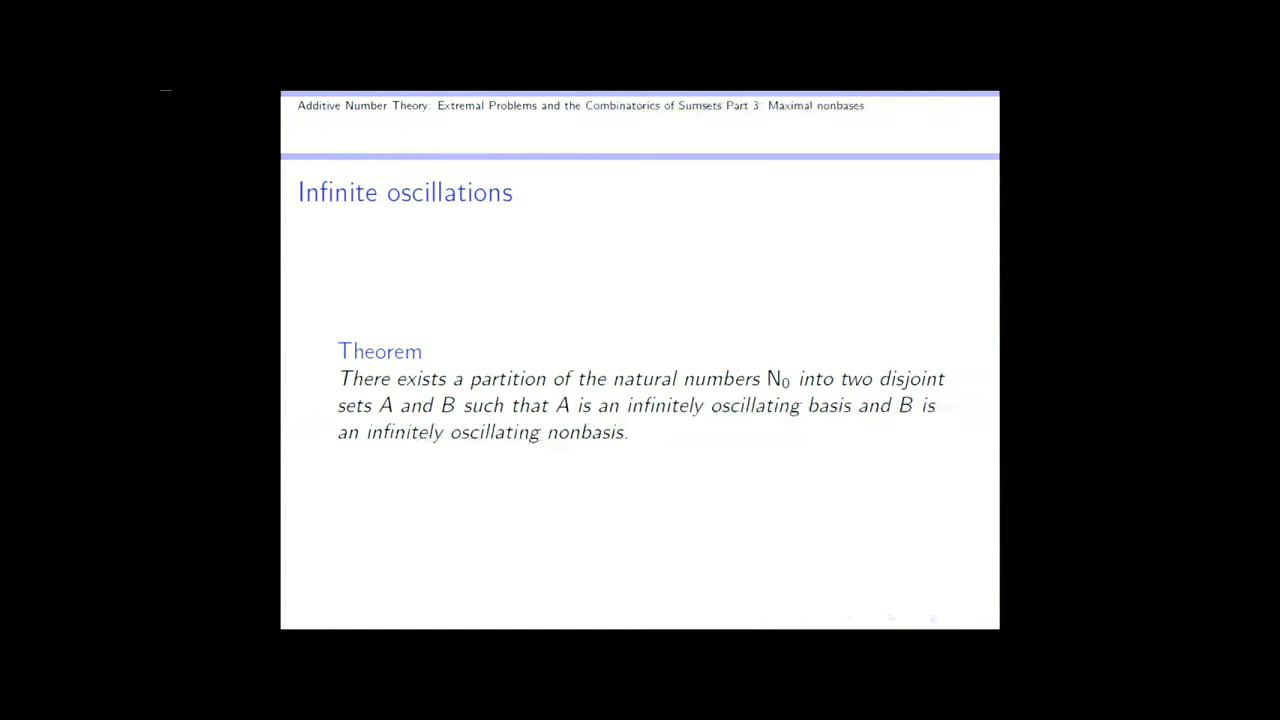 Additive Number Theory: Extremal Problems and the Combinatorics of Sumsets Part 3 Maximal nonbases
Infinite oscillations
Theorem
There exists a partition of the natural numbers N₀ into two disjoint
sets A and B such that A is an infinitely oscillating basis and B is
an infinitely oscillating nonbasis.